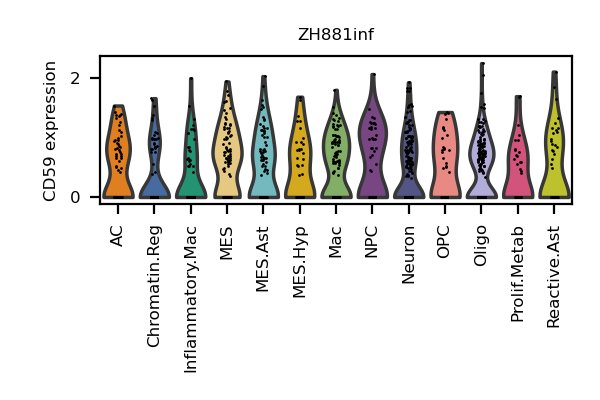 ZH881inf
CD59 expression
2
0
AC
Chromatin.Reg
Inflammatory.Mac
MES
MES.Ast
MES.Hyp
Mac
NPC
Neuron
OPC
Oligo
Prolif.Metab
Reactive.Ast